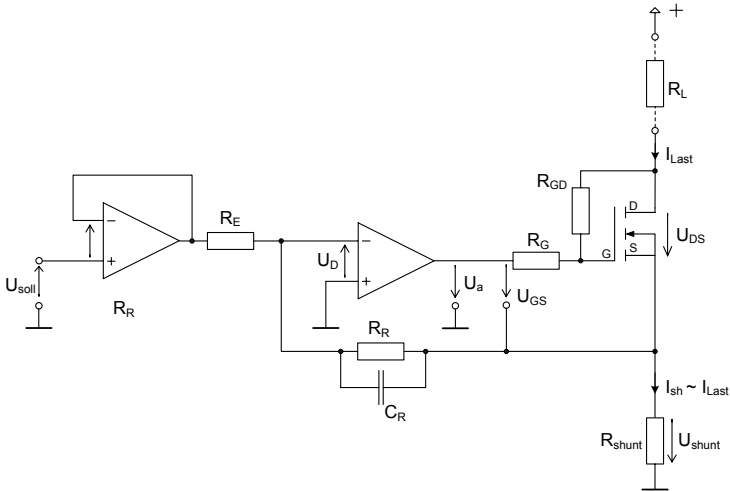 +
R_L
I_Last
R_GD
D
R_E
U_DS
−
−
G
S
R_G
U_D
+
+
U_soll
U_a
U_GS
R_R
R_R
I_sh ~ I_Last
C_R
R_shunt
U_shunt